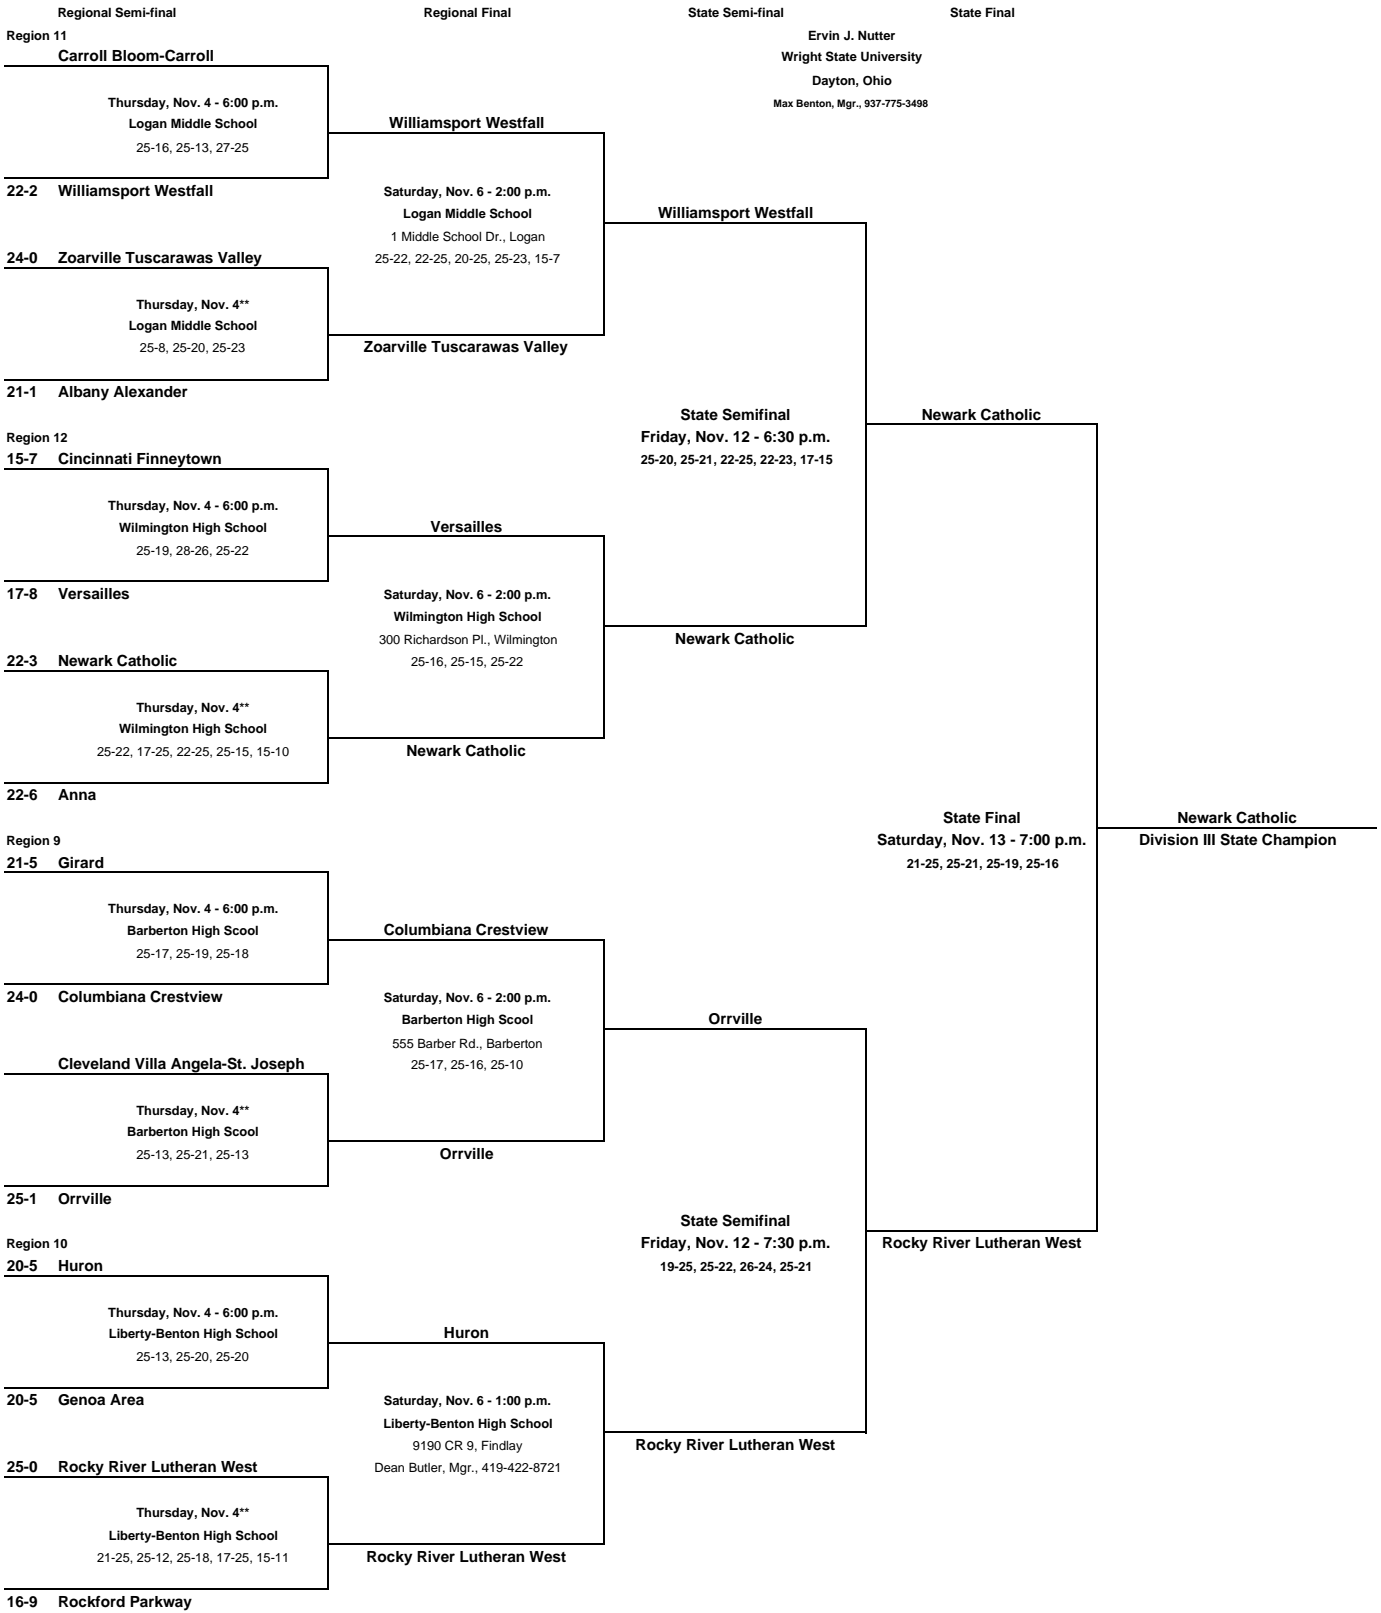 Regional Semi-final
Regional Final
State Semi-final
State Final
Region 11
Ervin J. Nutter
Carroll Bloom-Carroll
Wright State University
Dayton, Ohio
Max Benton, Mgr., 937-775-3498
Thursday, Nov. 4 - 6:00 p.m.
Logan Middle School
25-16, 25-13, 27-25
Williamsport Westfall
22-2 Williamsport Westfall
Saturday, Nov. 6 - 2:00 p.m.
Logan Middle School
1 Middle School Dr., Logan
25-22, 22-25, 20-25, 25-23, 15-7
Williamsport Westfall
24-0 Zoarville Tuscarawas Valley
Thursday, Nov. 4**
Logan Middle School
25-8, 25-20, 25-23
Zoarville Tuscarawas Valley
21-1 Albany Alexander
State Semifinal
Friday, Nov. 12 - 6:30 p.m.
25-20, 25-21, 22-25, 22-23, 17-15
Newark Catholic
Region 12
15-7 Cincinnati Finneytown
Thursday, Nov. 4 - 6:00 p.m.
Wilmington High School
25-19, 28-26, 25-22
Versailles
17-8 Versailles
Saturday, Nov. 6 - 2:00 p.m.
Wilmington High School
300 Richardson Pl., Wilmington
25-16, 25-15, 25-22
Newark Catholic
22-3 Newark Catholic
Thursday, Nov. 4**
Wilmington High School
25-22, 17-25, 22-25, 25-15, 15-10
Newark Catholic
22-6 Anna
State Final
Saturday, Nov. 13 - 7:00 p.m.
21-25, 25-21, 25-19, 25-16
Newark Catholic
Division III State Champion
Region 9
21-5 Girard
Thursday, Nov. 4 - 6:00 p.m.
Barberton High Scool
25-17, 25-19, 25-18
Columbiana Crestview
24-0 Columbiana Crestview
Saturday, Nov. 6 - 2:00 p.m.
Barberton High Scool
555 Barber Rd., Barberton
25-17, 25-16, 25-10
Orrville
Cleveland Villa Angela-St. Joseph
Thursday, Nov. 4**
Barberton High Scool
25-13, 25-21, 25-13
Orrville
25-1 Orrville
State Semifinal
Friday, Nov. 12 - 7:30 p.m.
19-25, 25-22, 26-24, 25-21
Rocky River Lutheran West
Region 10
20-5 Huron
Thursday, Nov. 4 - 6:00 p.m.
Liberty-Benton High School
25-13, 25-20, 25-20
Huron
20-5 Genoa Area
Saturday, Nov. 6 - 1:00 p.m.
Liberty-Benton High School
9190 CR 9, Findlay
Dean Butler, Mgr., 419-422-8721
Rocky River Lutheran West
25-0 Rocky River Lutheran West
Thursday, Nov. 4**
Liberty-Benton High School
21-25, 25-12, 25-18, 17-25, 15-11
Rocky River Lutheran West
16-9 Rockford Parkway